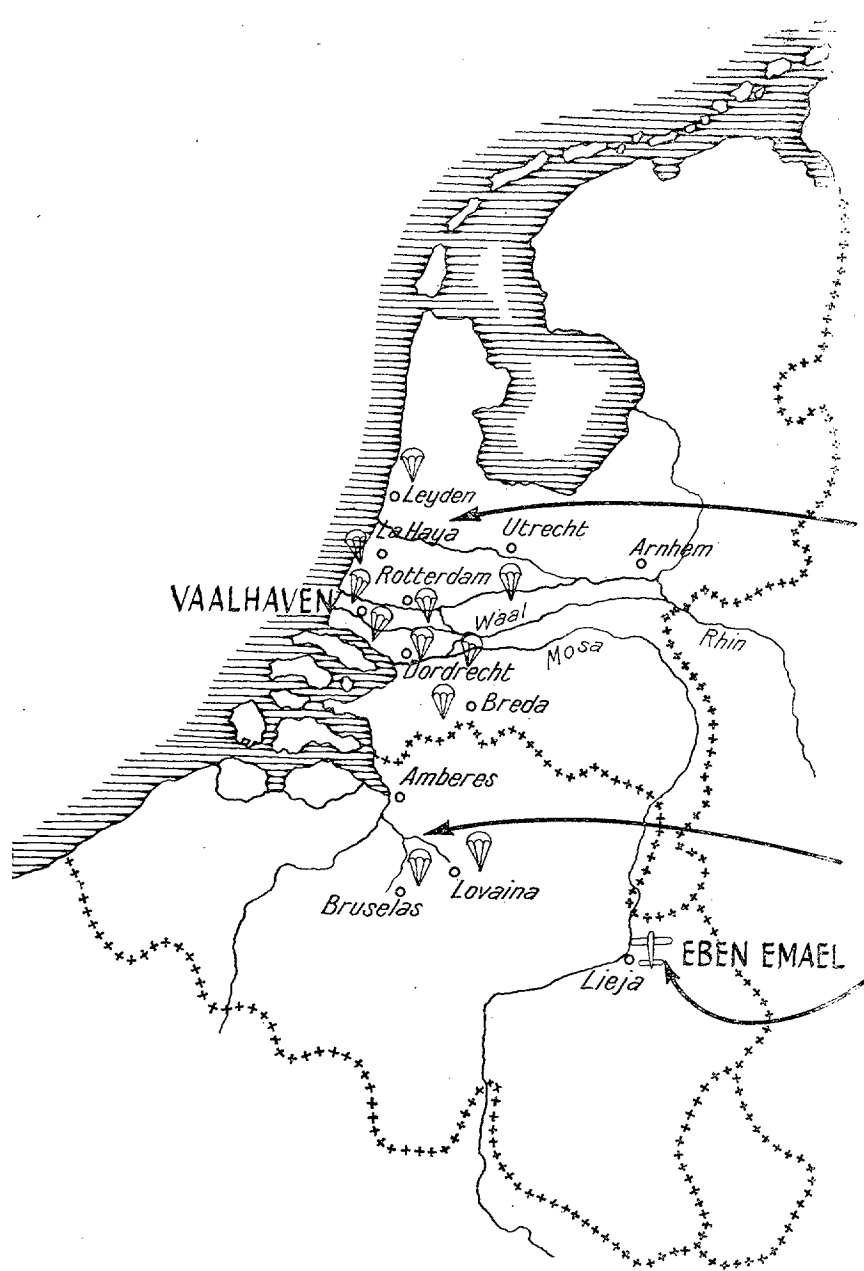 Leyden
La Haya
Utrecht
Arnhem
Rotterdam
VAALHAVEN
Waal
Rhin
Mosa
Dordrecht
Breda
Amberes
Lovaina
Bruselas
EBEN EMAEL
Lieja